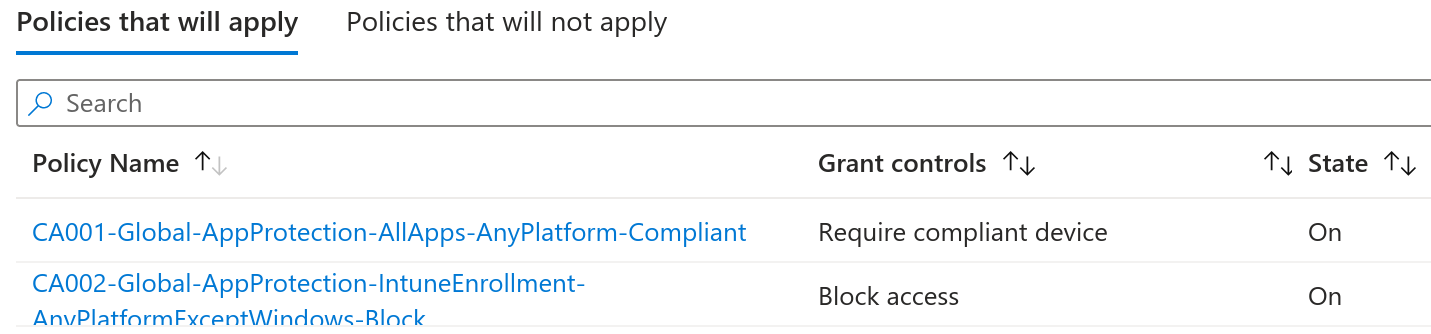 Policies that will apply Policies that will not apply
Search
Policy Name Grant controls State
CA001-Global-AppProtection-AllApps-AnyPlatform-Compliant Require compliant device On
CA002-Global-AppProtection-IntuneEnrollment-
AnyPlatformExceptWindows-Block Block access On